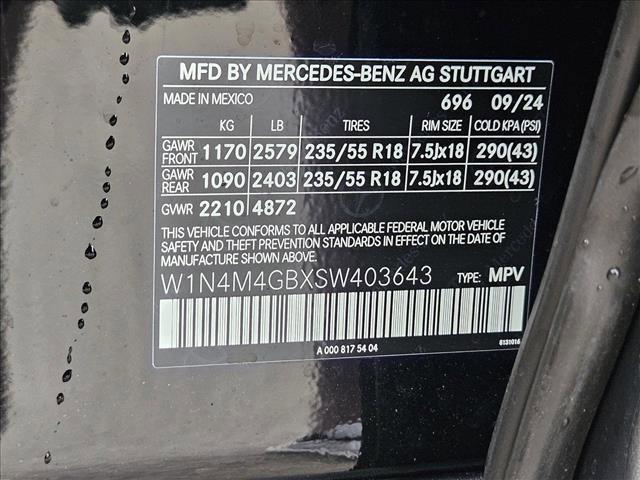 MFD BY MERCEDES-BENZ AG STUTTGART
MADE IN MEXICO 696 09/24
KG LB TIRES RIM SIZE COLD KPA(PSI)
GAWR FRONT 1170 2579 235/55 R18 7.5Jx18 290(43)
GAWR REAR 1090 2403 235/55 R18 7.5Jx18 290(43)
GVWR 2210 4872
THIS VEHICLE CONFORMS TO ALL APPLICABLE FEDERAL MOTOR VEHICLE
SAFETY AND THEFT PREVENTION STANDARDS IN EFFECT ON THE DATE OF
MANUFACTURE SHOWN ABOVE.
W1N4M4GBXSW403643 TYPE: MPV
A 000 817 54 04 6131016